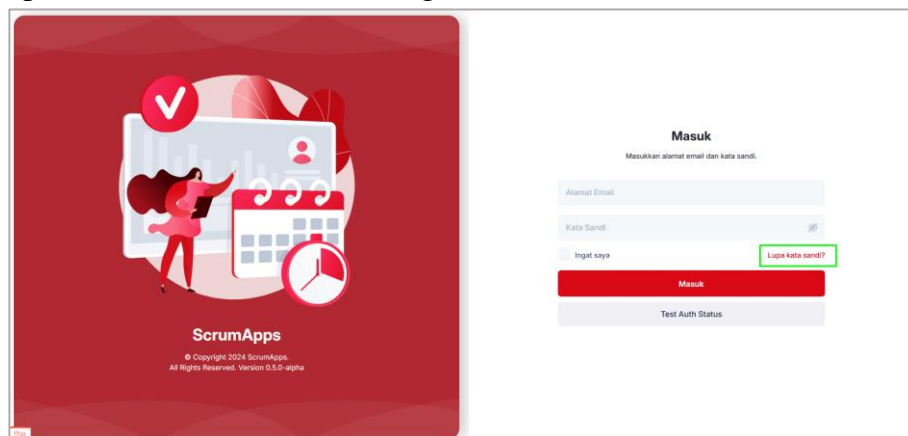 ScrumApps
© Copyright 2024 ScrumApps.
All Rights Reserved. Version 0.5.0-alpha
Masuk
Masukkan alamat email dan kata sandi.
Alamat Email
Kata Sandi
Ingat saya
Lupa kata sandi?
Masuk
Test Auth Status